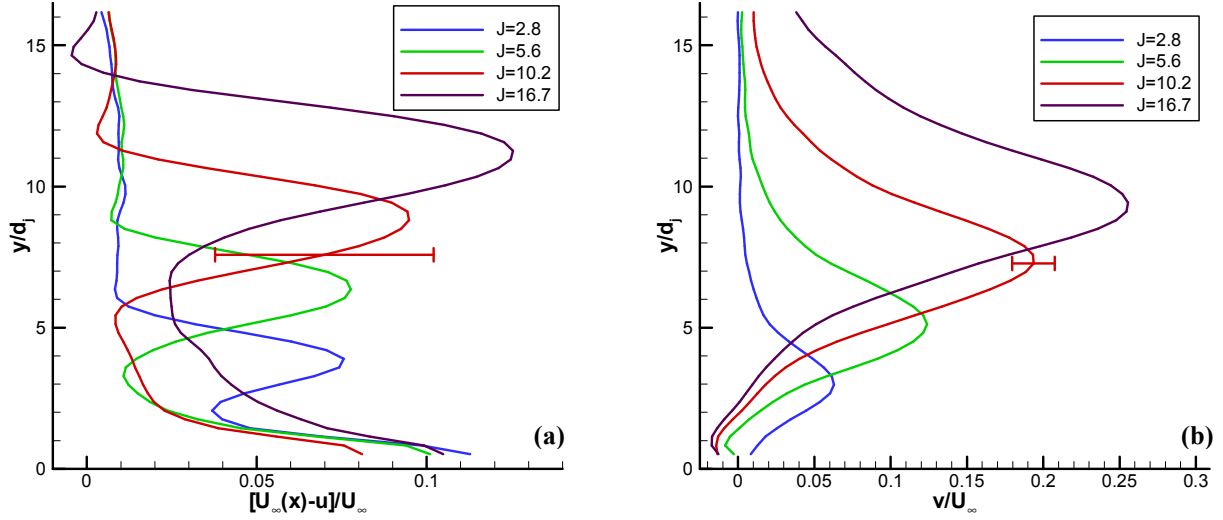 J=2.8
J=5.6
J=10.2
J=16.7
15
10
5
0
y/dⱼ
0
0.05
0.1
[U∞(x)-u]/U∞
(a)
J=2.8
J=5.6
J=10.2
J=16.7
15
10
5
0
y/dⱼ
0
0.05
0.1
0.15
0.2
0.25
0.3
v/U∞
(b)